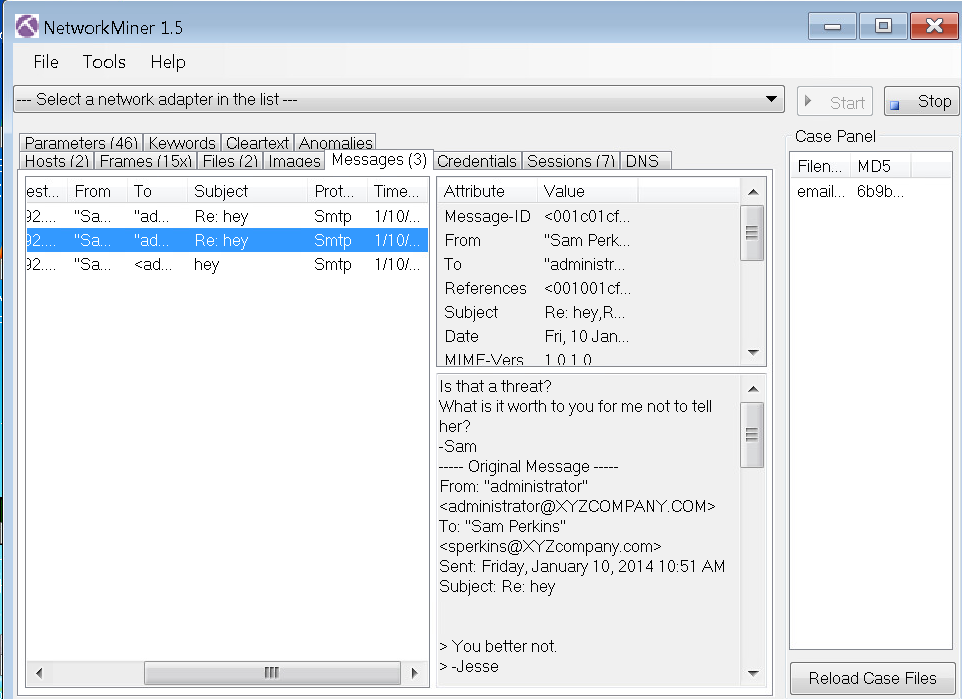 NetworkMiner 1.5
File Tools Help
--- Select a network adapter in the list ---
Start
Stop
Parameters (46) Keywords Cleartext Anomalies
Hosts (2) Frames (15x) Files (2) Images Messages (3) Credentials Sessions (7) DNS
est... From To Subject Prot... Time...
92.... "Sa... "ad... Re: hey Smtp 1/10/...
92.... "Sa... "ad... Re: hey Smtp 1/10/...
92.... "Sa... <ad... hey Smtp 1/10/...
Attribute Value
Message-ID <001c01cf...
From "Sam Perk...
To "administr...
References <001001cf...
Subject Re: hey,R...
Date Fri, 10 Jan...
MIME-Vers 1.0,1.0
Is that a threat?
What is it worth to you for me not to tell
her?
-Sam
----- Original Message -----
From: "administrator"
<administrator@XYZCOMPANY.COM>
To: "Sam Perkins"
<sperkins@XYZcompany.com>
Sent: Friday, January 10, 2014 10:51 AM
Subject: Re: hey
> You better not.
> -Jesse
Case Panel
Filen... MD5
email... 6b9b...
Reload Case Files